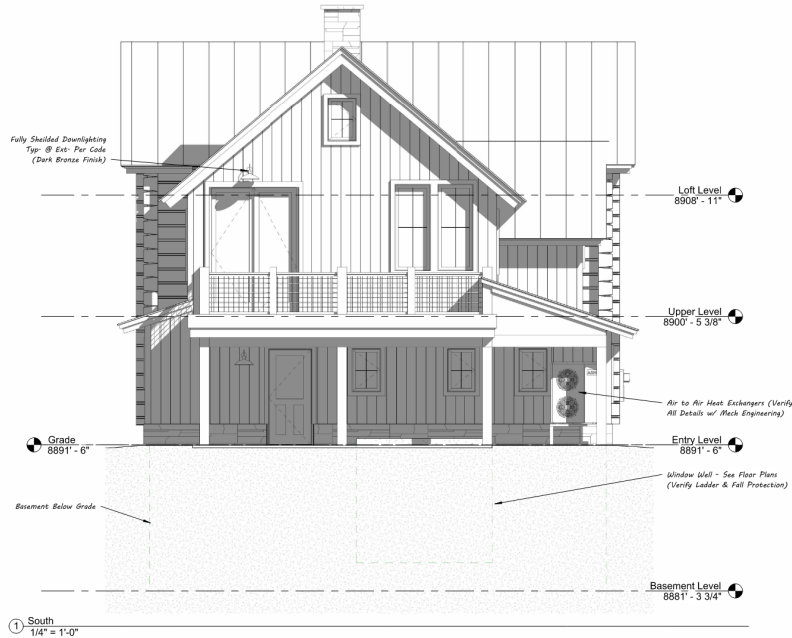 Fully Sheilded Downlighting
Typ. @ Ext. Per Code
(Dark Bronze Finish)
Loft Level
8908' - 11"
Upper Level
8900' - 5 3/8"
Air to Air Heat Exchangers (Verify
All Details w/ Mech Engineering)
Grade
8891' - 6"
Entry Level
8891' - 6"
Window Well - See Floor Plans
(Verify Ladder & Fall Protection)
Basement Below Grade
Basement Level
8881' - 3 3/4"
1 South
1/4" = 1'-0"